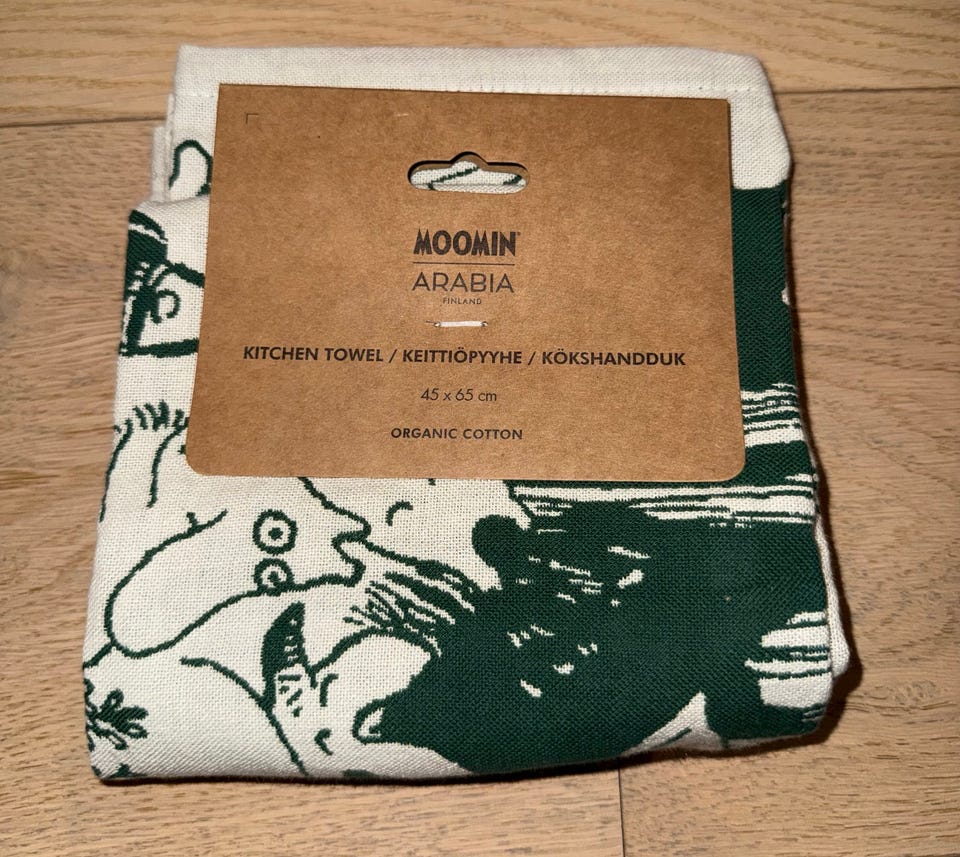 MOOMIN
ARABIA
FINLAND
KITCHEN TOWEL / KEITTIÖPYYHE / KÖKSHANDDUK
45 x 65 cm
ORGANIC COTTON